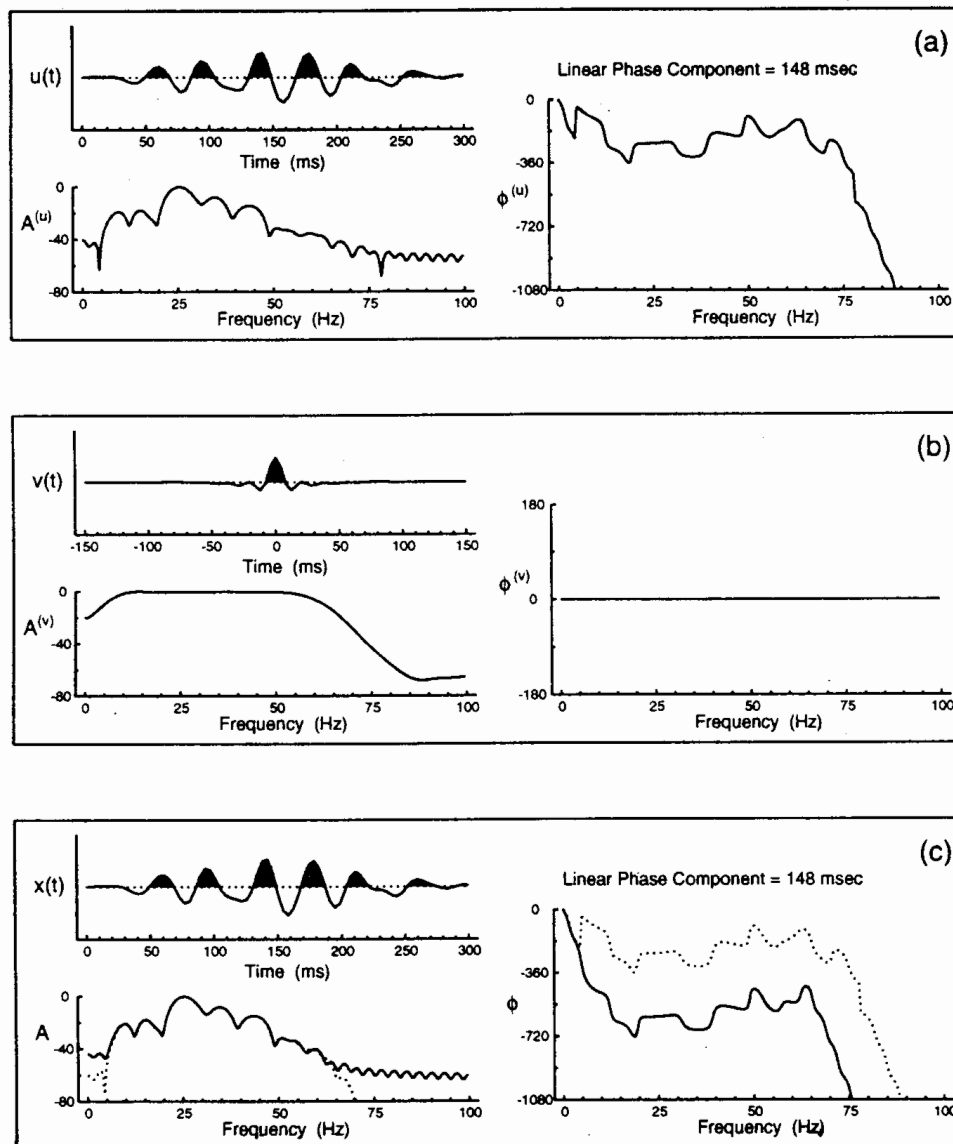 (a)
u(t)
0 50 100 150 200 250 300
Time (ms)
A(u)
0
-40
-80
0 25 50 75 100
Frequency (Hz)
Linear Phase Component = 148 msec
ϕ(u)
0
-360
-720
-1080
0 25 50 75 100
Frequency (Hz)
(b)
v(t)
-150 -100 -50 0 50 100 150
Time (ms)
A(v)
0
-40
-80
0 25 50 75 100
Frequency (Hz)
ϕ(v)
180
0
-180
0 25 50 75 100
Frequency (Hz)
(c)
x(t)
0 50 100 150 200 250 300
Time (ms)
A
0
-40
-80
0 25 50 75 100
Frequency (Hz)
Linear Phase Component = 148 msec
ϕ
0
-360
-720
-1080
0 25 50 75 100
Frequency (Hz)